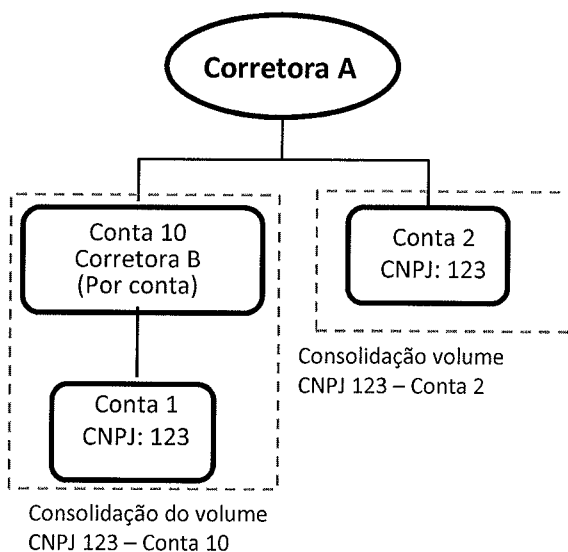 Corretora A
Conta 10
Corretora B
(Por conta)
Conta 1
CNPJ: 123
Consolidação do volume
CNPJ 123 – Conta 10
Conta 2
CNPJ: 123
Consolidação volume
CNPJ 123 – Conta 2